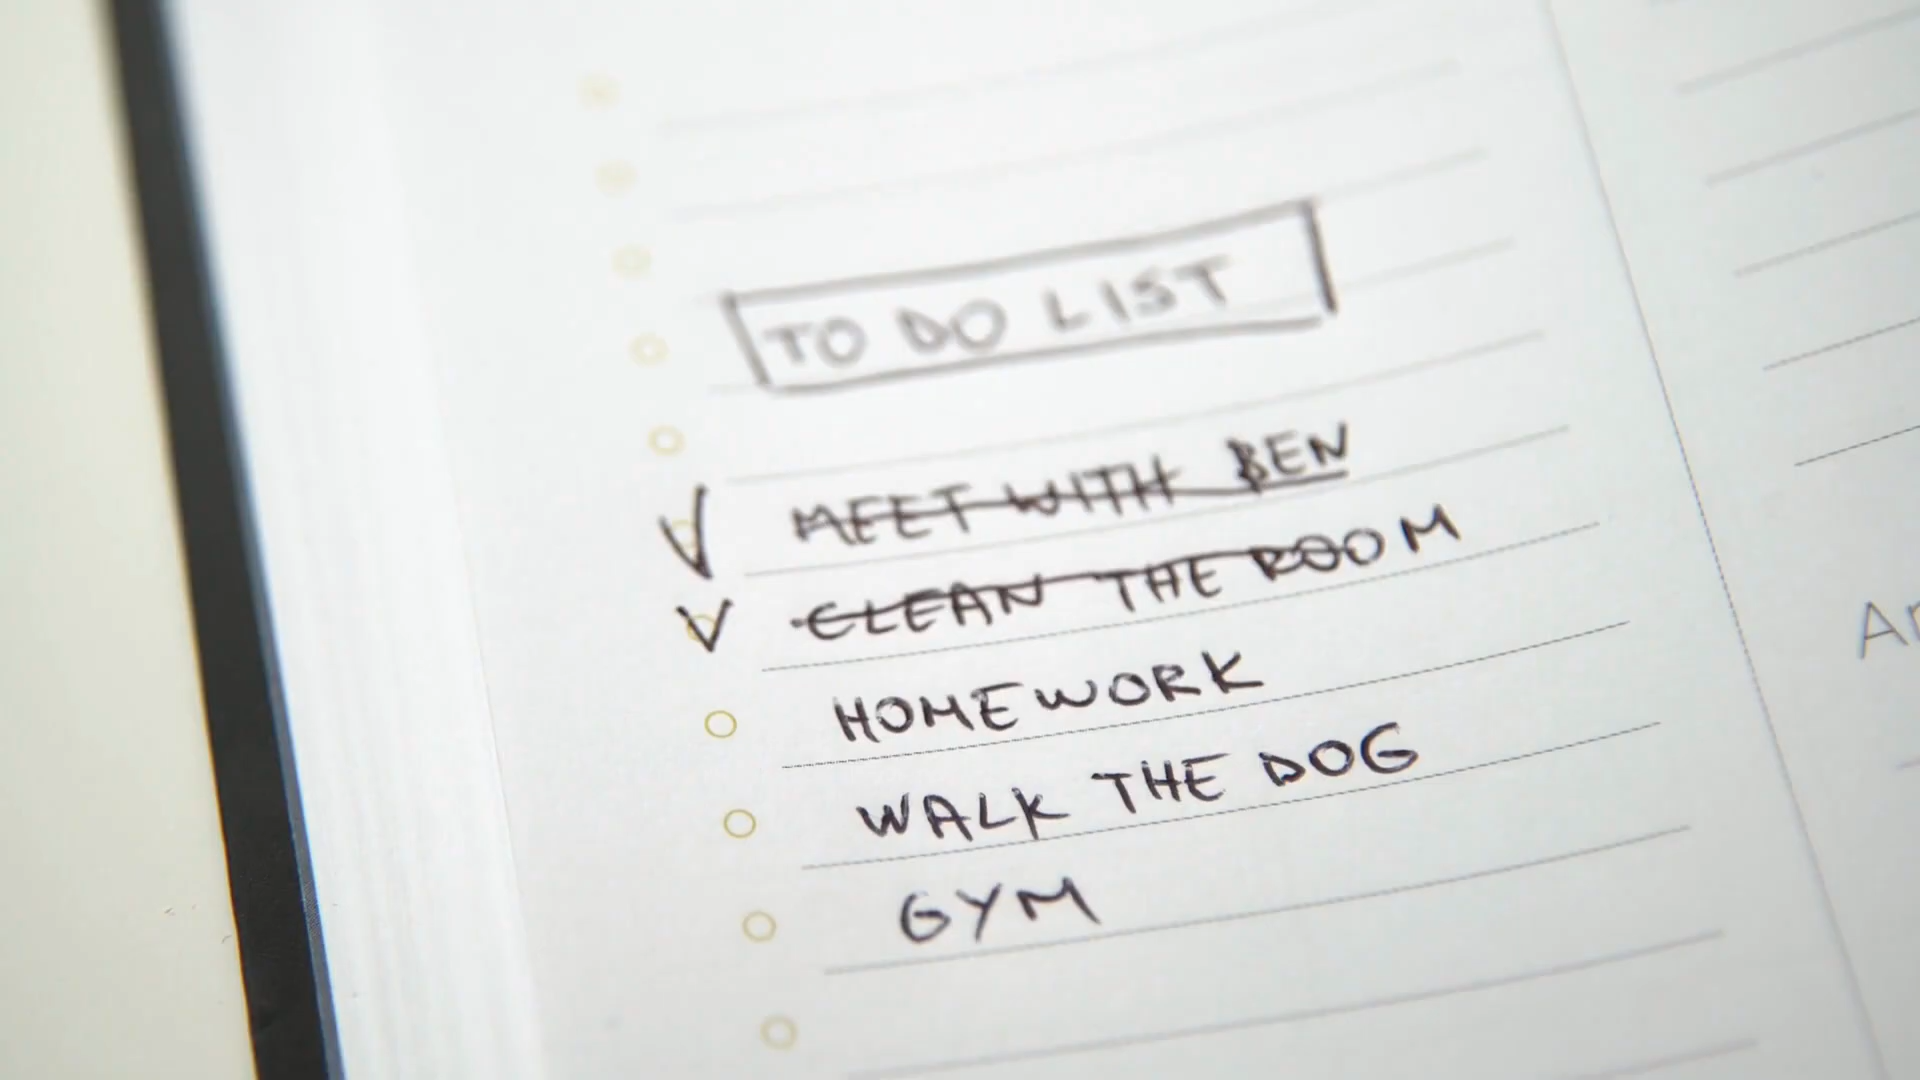 TO DO LIST
MEET WITH BEN
CLEAN THE ROOM
HOMEWORK
WALK THE DOG
GYM